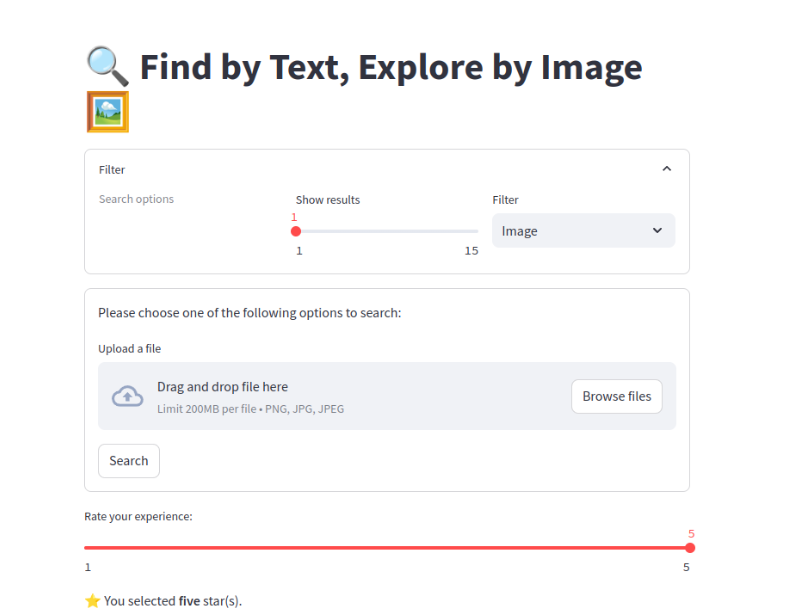 Find by Text, Explore by Image
Filter
Search options
Show results
Filter
1
Image
1
15
Please choose one of the following options to search:
Upload a file
Drag and drop file here
Limit 200MB per file • PNG, JPG, JPEG
Browse files
Search
Rate your experience:
5
1
5
You selected five star(s).